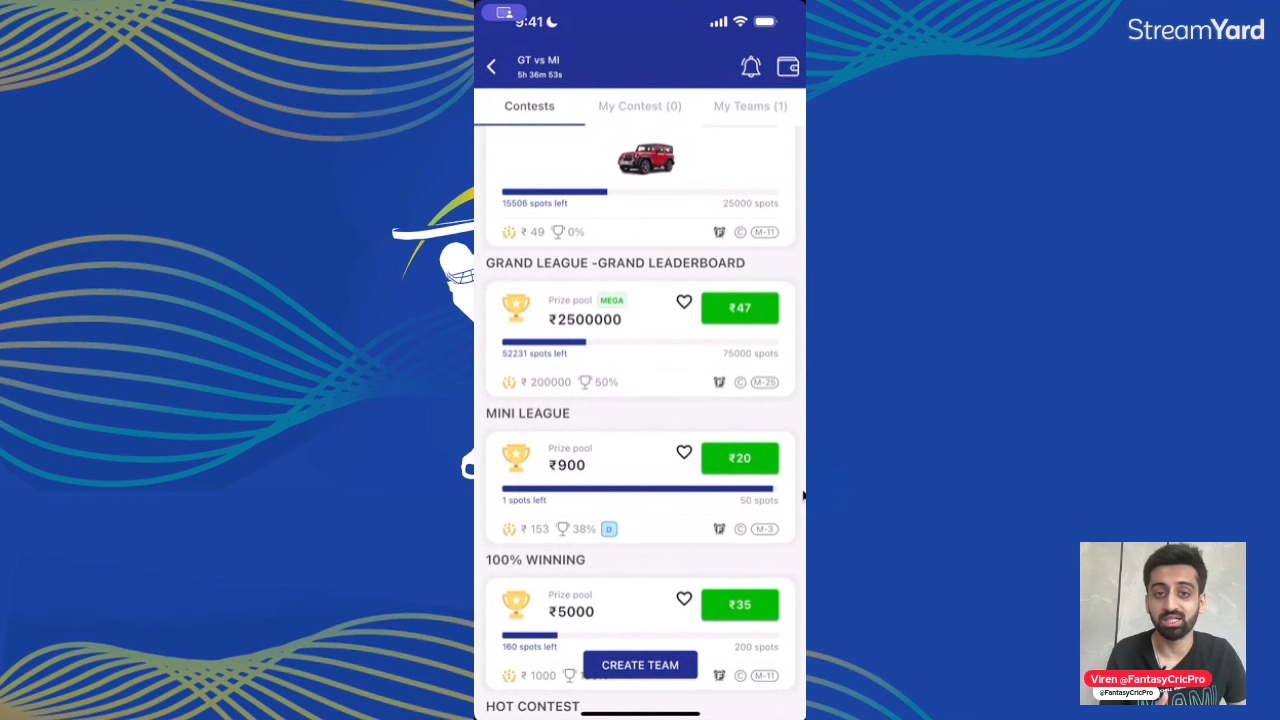 StreamYard
9:41
GT vs MI
5h 36m 53s
Contests
My Contest (0)
My Teams (1)
15506 spots left
25000 spots
₹ 49
0%
C
M-11
GRAND LEAGUE -GRAND LEADERBOARD
Prize pool MEGA
₹2500000
₹47
52231 spots left
75000 spots
₹ 200000
50%
C
M-25
MINI LEAGUE
Prize pool
₹900
₹20
1 spots left
50 spots
₹ 153
38%
D
C
M-3
100% WINNING
Prize pool
₹5000
₹35
160 spots left
200 spots
₹ 1000
C
M-11
CREATE TEAM
HOT CONTEST
Viren @FantasyCricPro
@FantasyCricPro